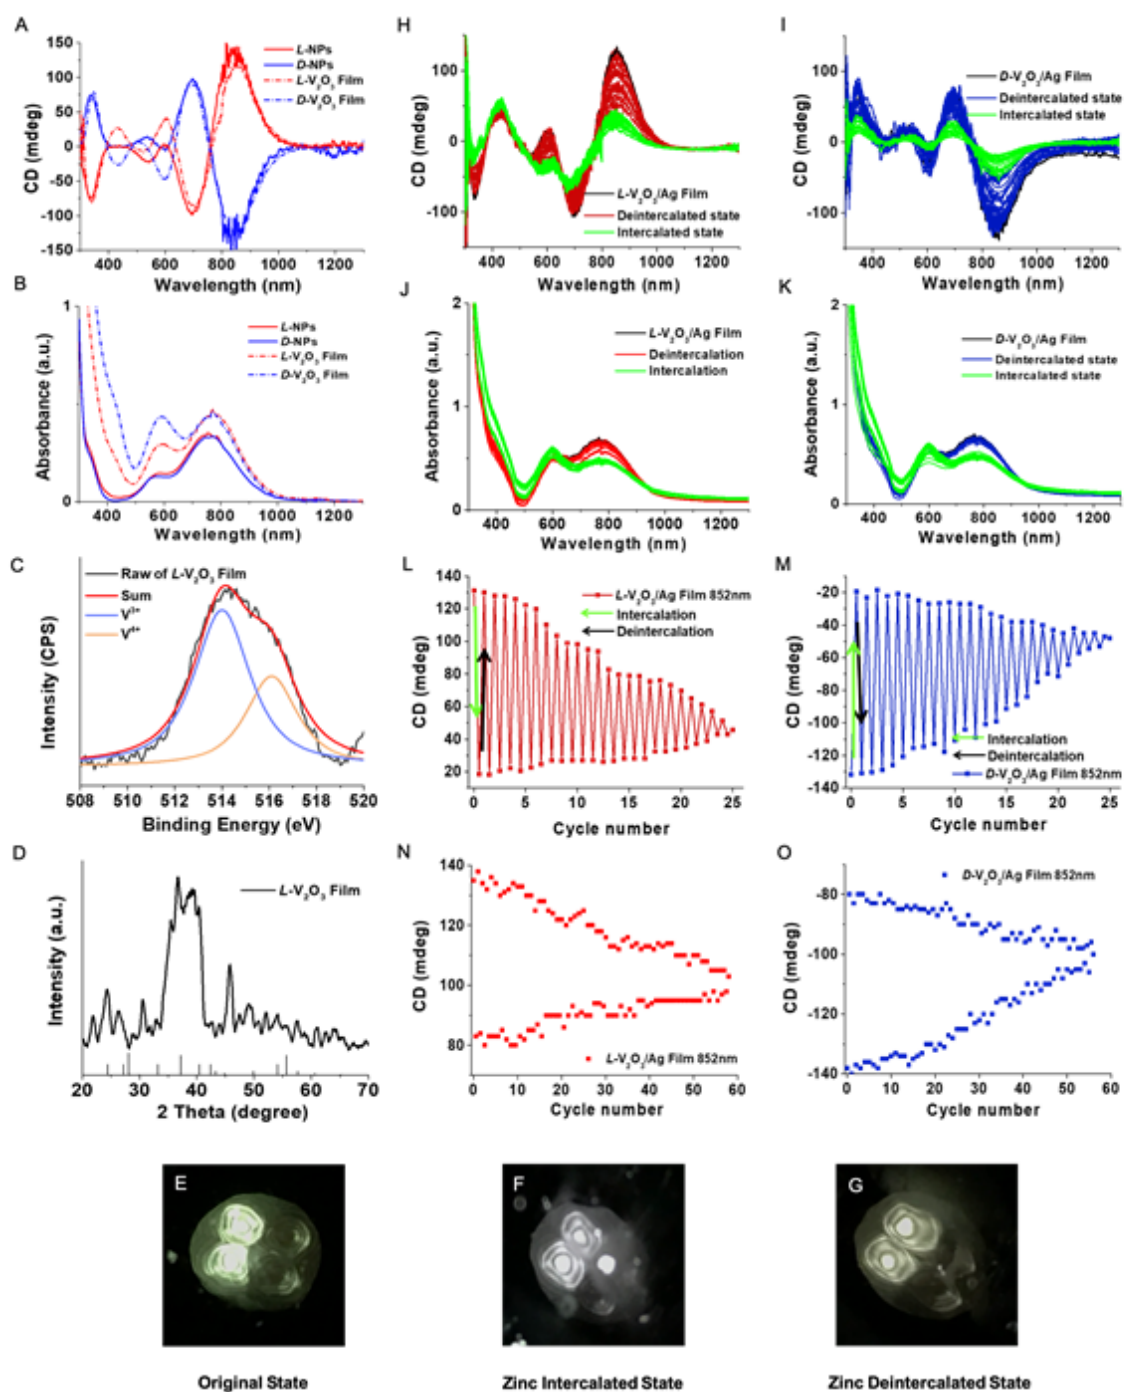 A
CD (mdeg)
100
50
0
-50
-100
-150
400 600 800 1000 1200
Wavelength (nm)
L-NPs
D-NPs
L-V2O3 Film
D-V2O3 Film
H
CD (mdeg)
100
0
-100
400 600 800 1000 1200
Wavelength (nm)
L-V2O3/Ag Film
Deintercalated state
Intercalated state
I
CD (mdeg)
100
0
-100
400 600 800 1000 1200
Wavelength (nm)
D-V2O3/Ag Film
Deintercalated state
Intercalated state
B
Absorbance (a.u.)
1
0
400 600 800 1000 1200
Wavelength (nm)
L-NPs
D-NPs
L-V2O3 Film
D-V2O3 Film
J
Absorbance (a.u.)
2
1
0
400 600 800 1000 1200
Wavelength (nm)
L-V2O3/Ag Film
Deintercalation
Intercalation
K
Absorbance (a.u.)
2
1
0
400 600 800 1000 1200
Wavelength (nm)
D-V2O3/Ag Film
Deintercalated state
Intercalated state
C
Intensity (CPS)
508 510 512 514 516 518 520
Binding Energy (eV)
Raw of L-V2O3 Film
Sum
V3+
V4+
L
CD (mdeg)
140
120
100
80
60
40
20
0 5 10 15 20 25
Cycle number
L-V2O3/Ag Film 852nm
Intercalation
Deintercalation
M
CD (mdeg)
-20
-40
-60
-80
-100
-120
-140
0 5 10 15 20 25
Cycle number
Intercalation
Deintercalation
D-V2O3/Ag Film 852nm
D
Intensity (a.u.)
20 30 40 50 60 70
2 Theta (degree)
L-V2O3 Film
N
CD (mdeg)
140
120
100
80
0 10 20 30 40 50 60
Cycle number
L-V2O3/Ag Film 852nm
O
CD (mdeg)
-80
-100
-120
-140
0 10 20 30 40 50 60
Cycle number
D-V2O3/Ag Film 852nm
E
F
G
Original State
Zinc Intercalated State
Zinc Deintercalated State